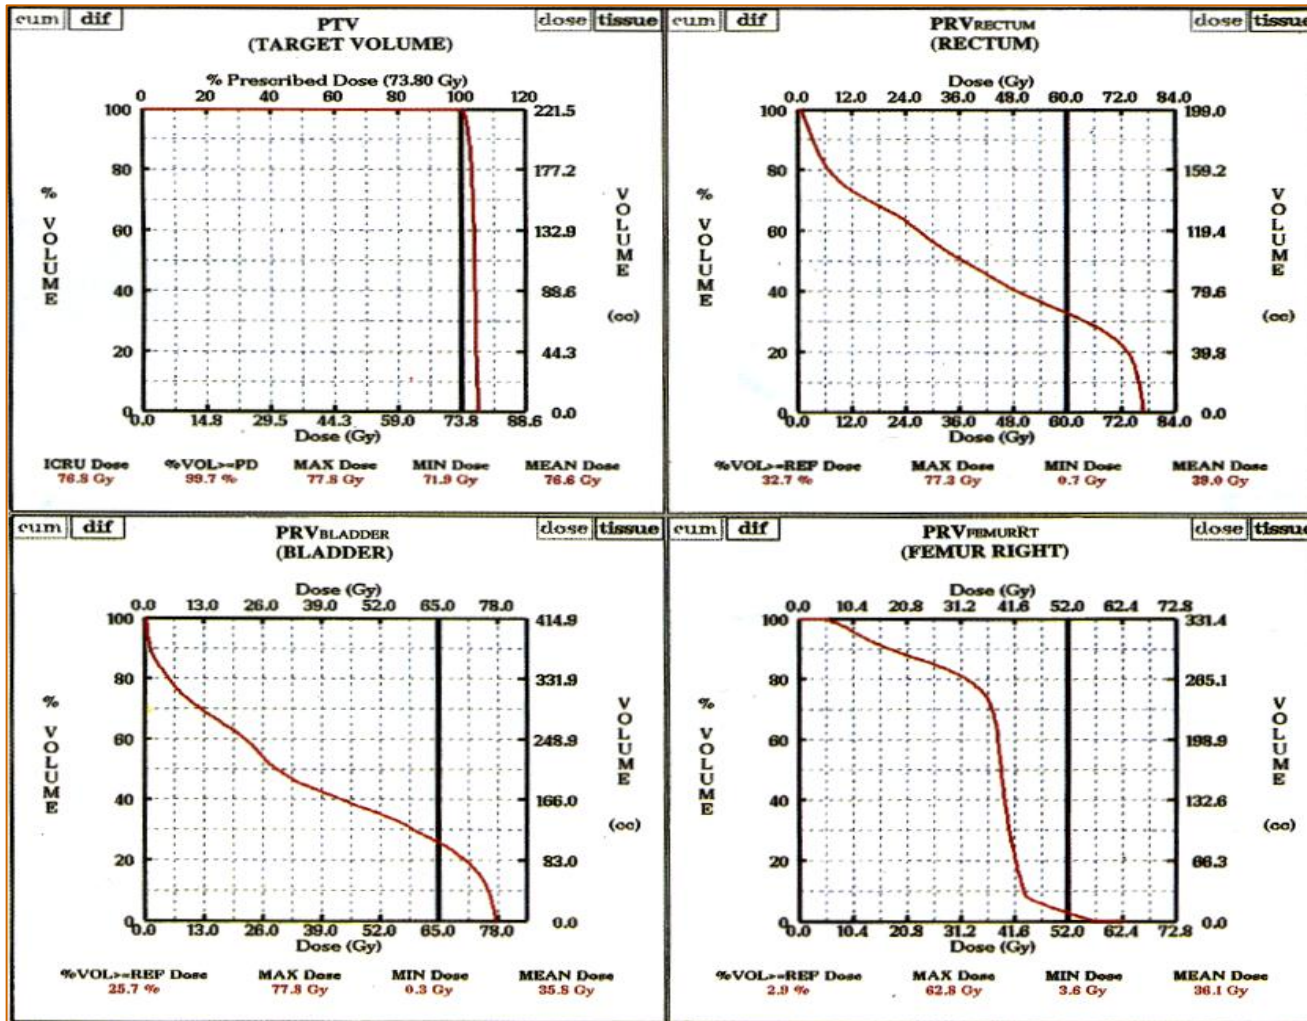 cum dif PTV dose tissue
(TARGET VOLUME)
% Prescribed Dose (73.80 Gy)
0 20 40 60 80 100 120
100 221.5
80 177.2
60 132.9
40 88.6
20 44.3
0 0.0
% VOLUME
VOLUME (cc)
0.0 14.8 29.5 44.3 59.0 73.8 88.6
Dose (Gy)
ICRU Dose %VOL>=PD MAX Dose MIN Dose MEAN Dose
76.8 Gy 99.7 % 77.8 Gy 71.9 Gy 76.6 Gy
cum dif PRVRECTUM dose tissue
(RECTUM)
Dose (Gy)
0.0 12.0 24.0 36.0 48.0 60.0 72.0 84.0
100 199.0
80 159.2
60 119.4
40 79.6
20 39.8
0 0.0
% VOLUME
VOLUME (cc)
0.0 12.0 24.0 36.0 48.0 60.0 72.0 84.0
Dose (Gy)
%VOL>=REF Dose MAX Dose MIN Dose MEAN Dose
32.7 % 77.3 Gy 0.7 Gy 39.0 Gy
cum dif PRVBLADDER dose tissue
(BLADDER)
Dose (Gy)
0.0 13.0 26.0 39.0 52.0 65.0 78.0
100 414.9
80 331.9
60 248.9
40 166.0
20 83.0
0 0.0
% VOLUME
VOLUME (cc)
0.0 13.0 26.0 39.0 52.0 65.0 78.0
Dose (Gy)
%VOL>=REF Dose MAX Dose MIN Dose MEAN Dose
25.7 % 77.8 Gy 0.3 Gy 35.8 Gy
cum dif PRVFEMURRT dose tissue
(FEMUR RIGHT)
Dose (Gy)
0.0 10.4 20.8 31.2 41.6 52.0 62.4 72.8
100 331.4
80 265.1
60 198.9
40 132.6
20 66.3
0 0.0
% VOLUME
VOLUME (cc)
0.0 10.4 20.8 31.2 41.6 52.0 62.4 72.8
Dose (Gy)
%VOL>=REF Dose MAX Dose MIN Dose MEAN Dose
2.9 % 62.8 Gy 3.6 Gy 36.1 Gy